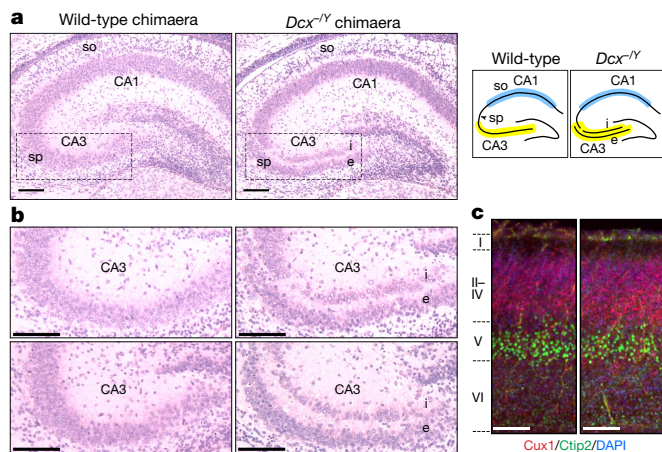 a
Wild-type chimaera
Dcx–/Y chimaera
so
CA1
CA3
sp
so
CA1
CA3
sp
i
e
Wild-type
Dcx–/Y
so
CA1
sp
CA3
CA1
i
e
CA3
b
CA3
CA3
i
e
CA3
CA3
i
e
c
I
II–
IV
V
VI
Cux1/Ctip2/DAPI